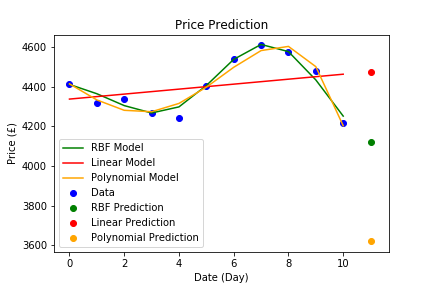 Price Prediction
4600
4400
4200
4000
3800
3600
Price (£)
RBF Model
Linear Model
Polynomial Model
Data
RBF Prediction
Linear Prediction
Polynomial Prediction
0 2 4 6 8 10
Date (Day)